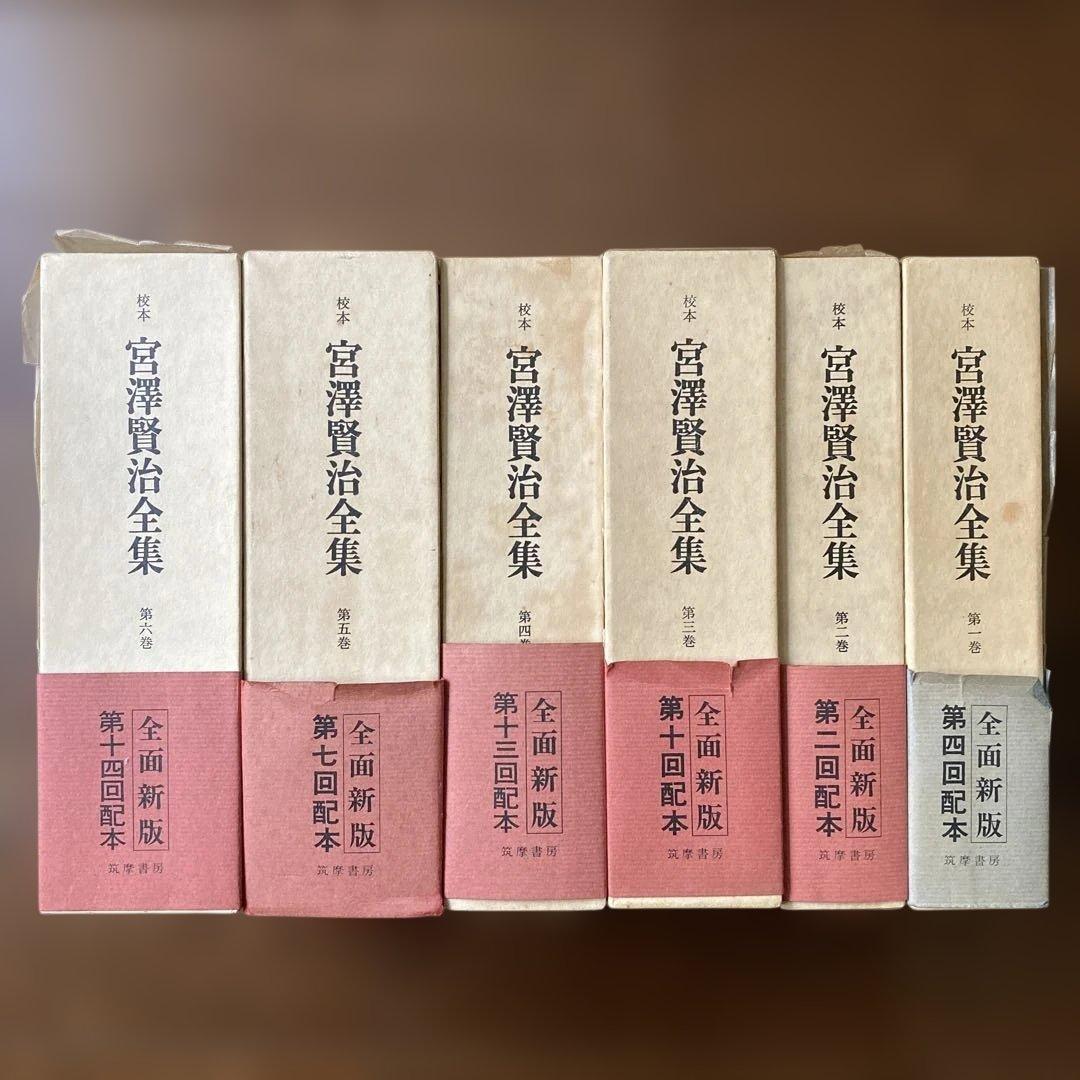 校本
宮澤賢治全集
第六巻
全面新版
第十四回配本
筑摩書房
校本
宮澤賢治全集
第五巻
全面新版
第七回配本
筑摩書房
校本
宮澤賢治全集
第四巻
全面新版
第十三回配本
筑摩書房
校本
宮澤賢治全集
第三巻
全面新版
第十回配本
筑摩書房
校本
宮澤賢治全集
第二巻
全面新版
第二回配本
筑摩書房
校本
宮澤賢治全集
第一巻
全面新版
第四回配本
筑摩書房